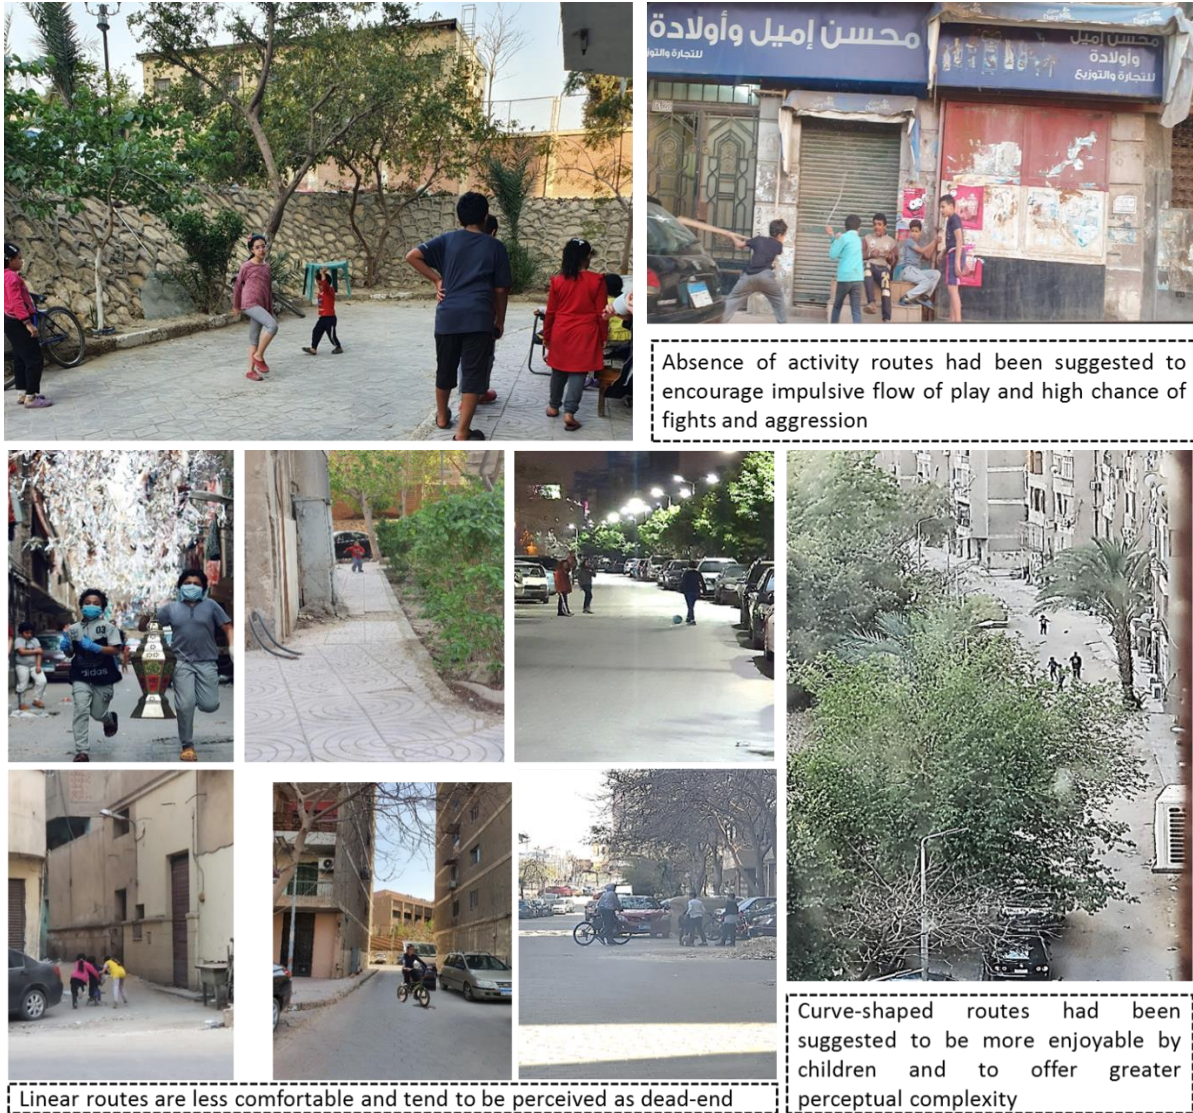 محسن إميل وأولادة
للتجارة والتوزيع
محسن إميل
وأولادة
للتجارة والتوزيع
Absence of activity routes had been suggested to
encourage impulsive flow of play and high chance of
fights and aggression
03
adidas
Linear routes are less comfortable and tend to be perceived as dead-end
Curve-shaped routes had been
suggested to be more enjoyable by
children and to offer greater
perceptual complexity